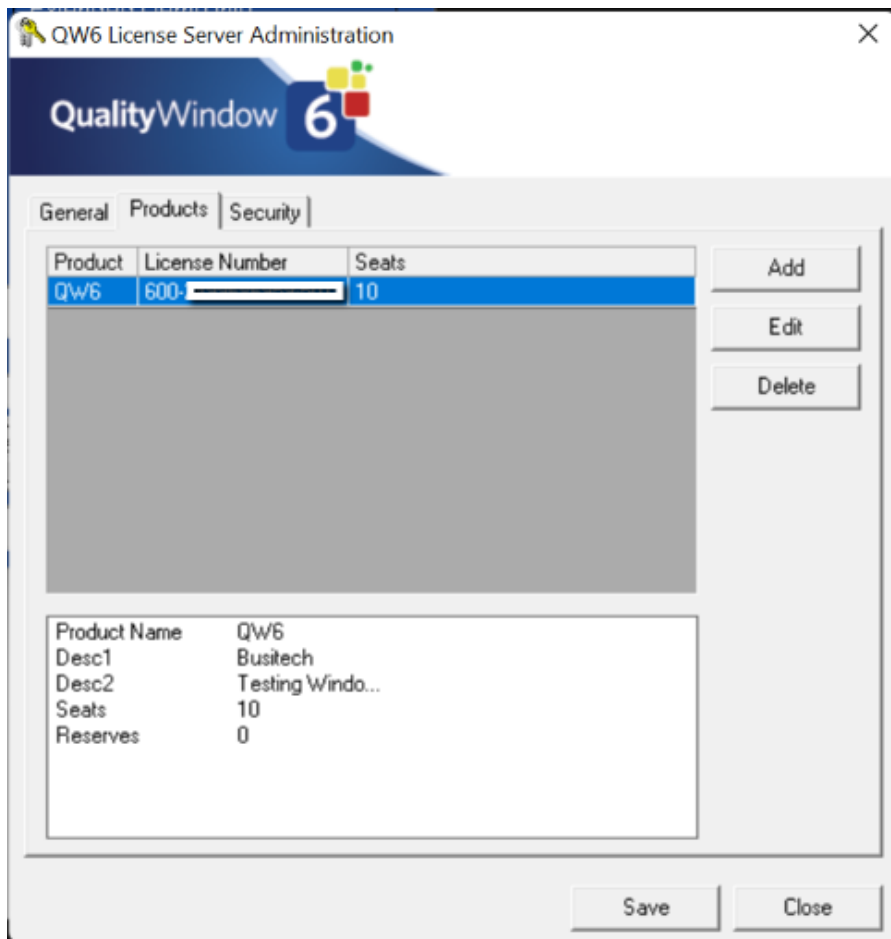 QW6 License Server Administration
QualityWindow 6
General Products Security
Product License Number Seats
QW6 600- 10
Add
Edit
Delete
Product Name QW6
Desc1 Busitech
Desc2 Testing Windo...
Seats 10
Reserves 0
Save Close